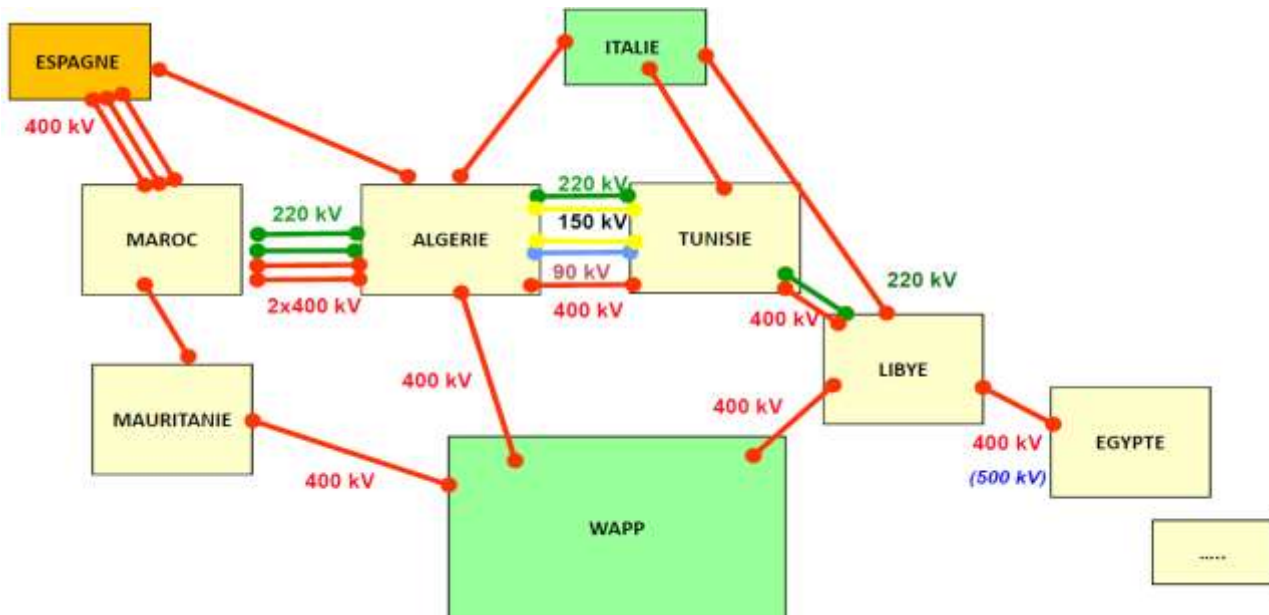 ITALIE
ESPAGNE
400 kV
220 kV
220 kV
150 kV
MAROC
ALGERIE
TUNISIE
90 kV
220 kV
2x400 kV
400 kV
400 kV
LIBYE
400 kV
400 kV
MAURITANIE
400 kV
EGYPTE
400 kV
(500 kV)
WAPP
.....